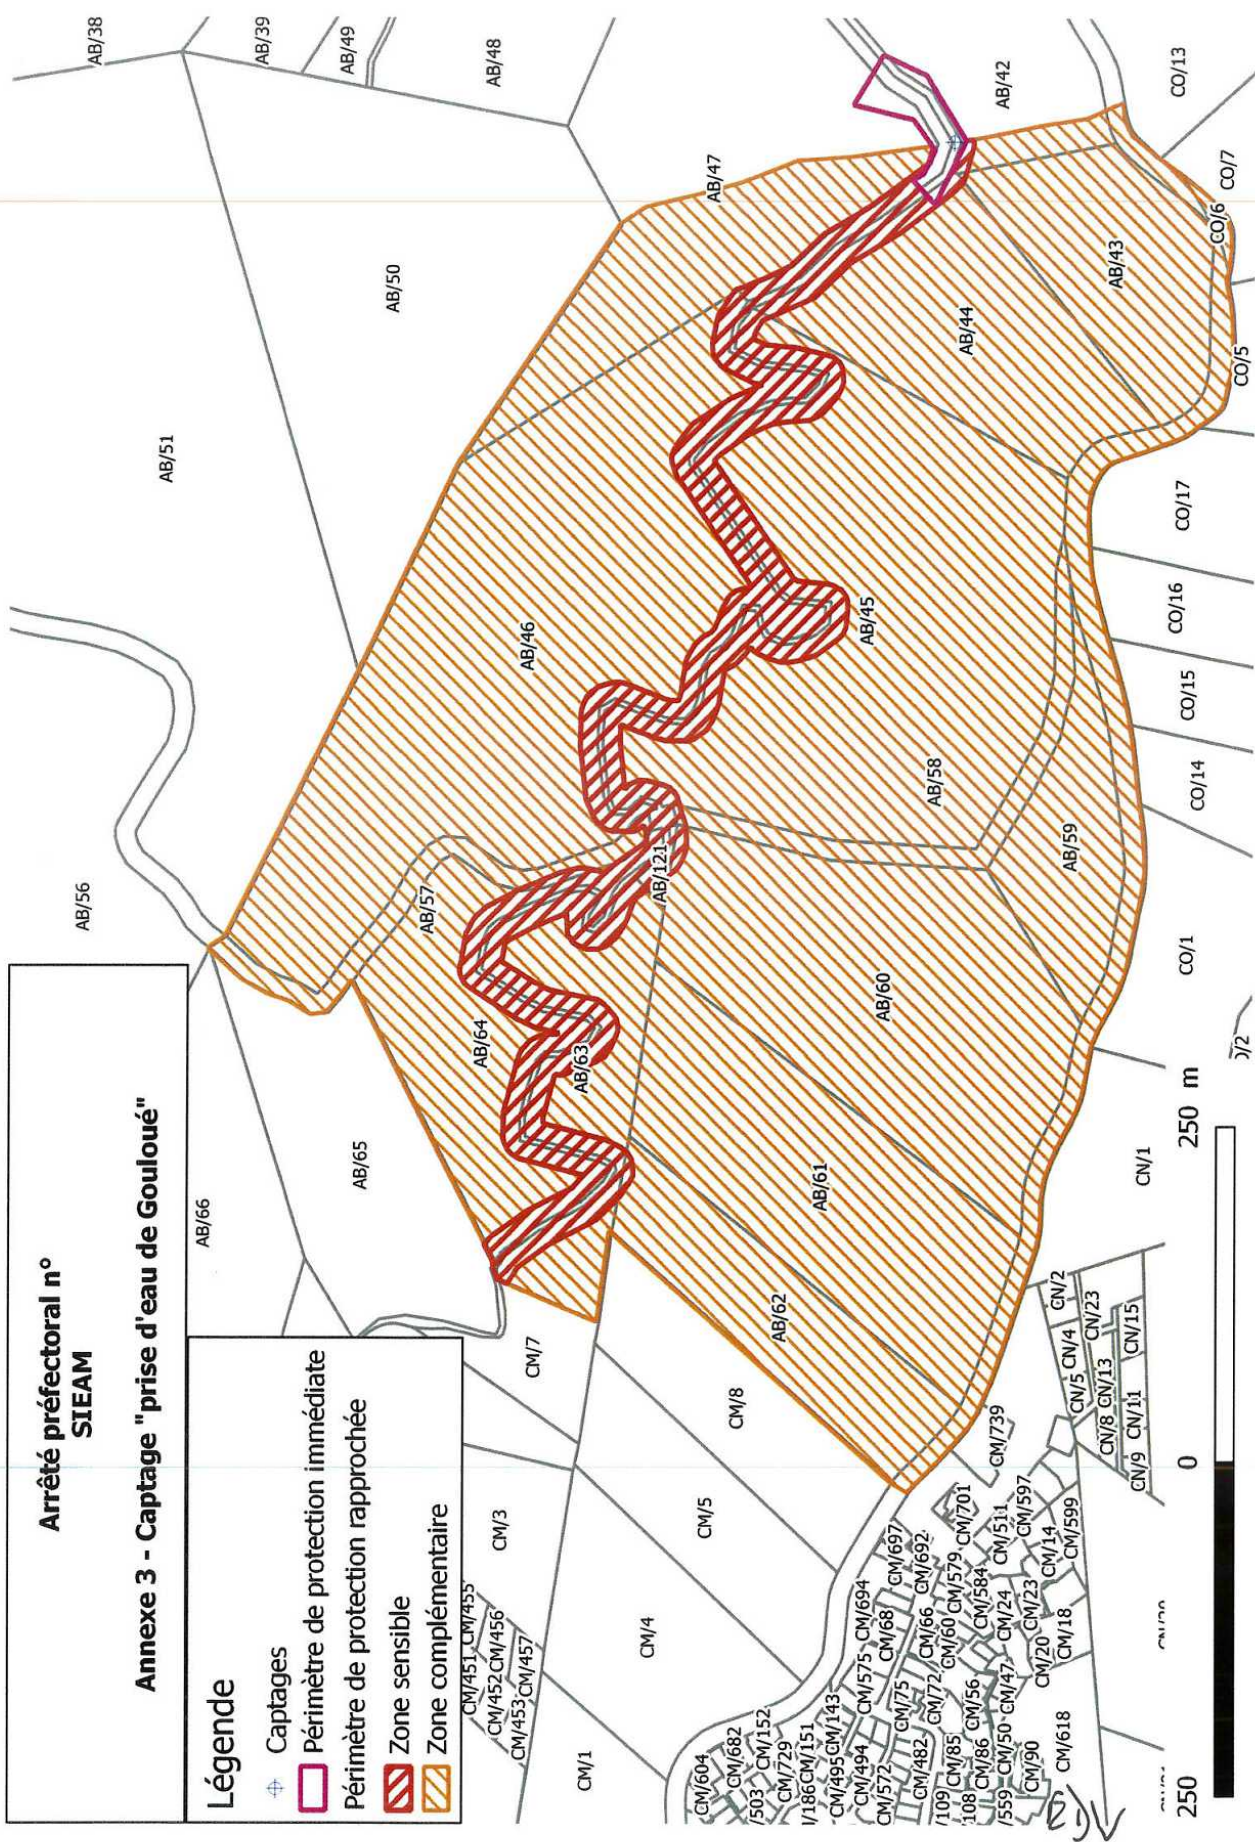 Arrêté préfectoral n°
SIEAM
Annexe 3 - Captage "prise d'eau de Gouloué"
Légende
Captages
Périmètre de protection immédiate
Périmètre de protection rapprochée
Zone sensible
Zone complémentaire
AB/38
AB/39
AB/49
AB/48
AB/51
AB/50
AB/47
AB/42
CO/13
AB/56
AB/46
AB/44
AB/43
CO/7
CO/6
CO/5
AB/57
AB/45
CO/17
CO/16
CO/15
CO/14
AB/66
AB/65
AB/64
AB/63
AB/121
AB/58
AB/59
AB/60
AB/61
AB/62
CO/1
CN/1
CM/7
CM/8
CM/3
CM/5
CM/4
CM/1
CM/451
CM/455
CM/452
CM/456
CM/453
CM/457
CN/2
CN/4
CN/23
CN/5
CN/13
CN/15
CN/8
CN/11
CN/9
CM/739
CM/701
CM/697
CM/692
CM/511
CM/597
CM/694
CM/579
CM/14
CM/599
CM/68
CM/66
CM/584
CM/24
CM/23
CM/575
CM/60
CM/18
CM/75
CM/72
CM/20
CM/56
CM/47
CM/604
CM/682
CM/152
CM/143
/503
CM/729
CM/151
/186
CM/495
CM/494
CM/572
CM/482
CM/85
CM/86
CM/50
CM/90
/109
108
/559
CM/618
)/2
250
0
250 m